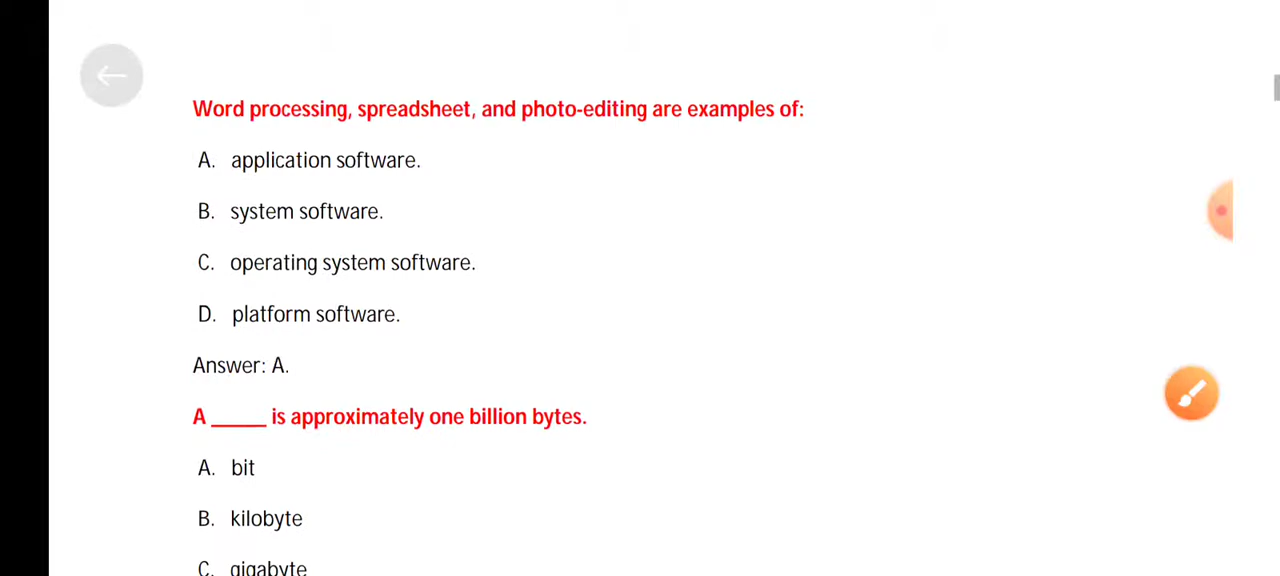 Word processing, spreadsheet, and photo-editing are examples of:
A. application software.
B. system software.
C. operating system software.
D. platform software.
Answer: A.
A _____ is approximately one billion bytes.
A. bit
B. kilobyte
C. gigabyte